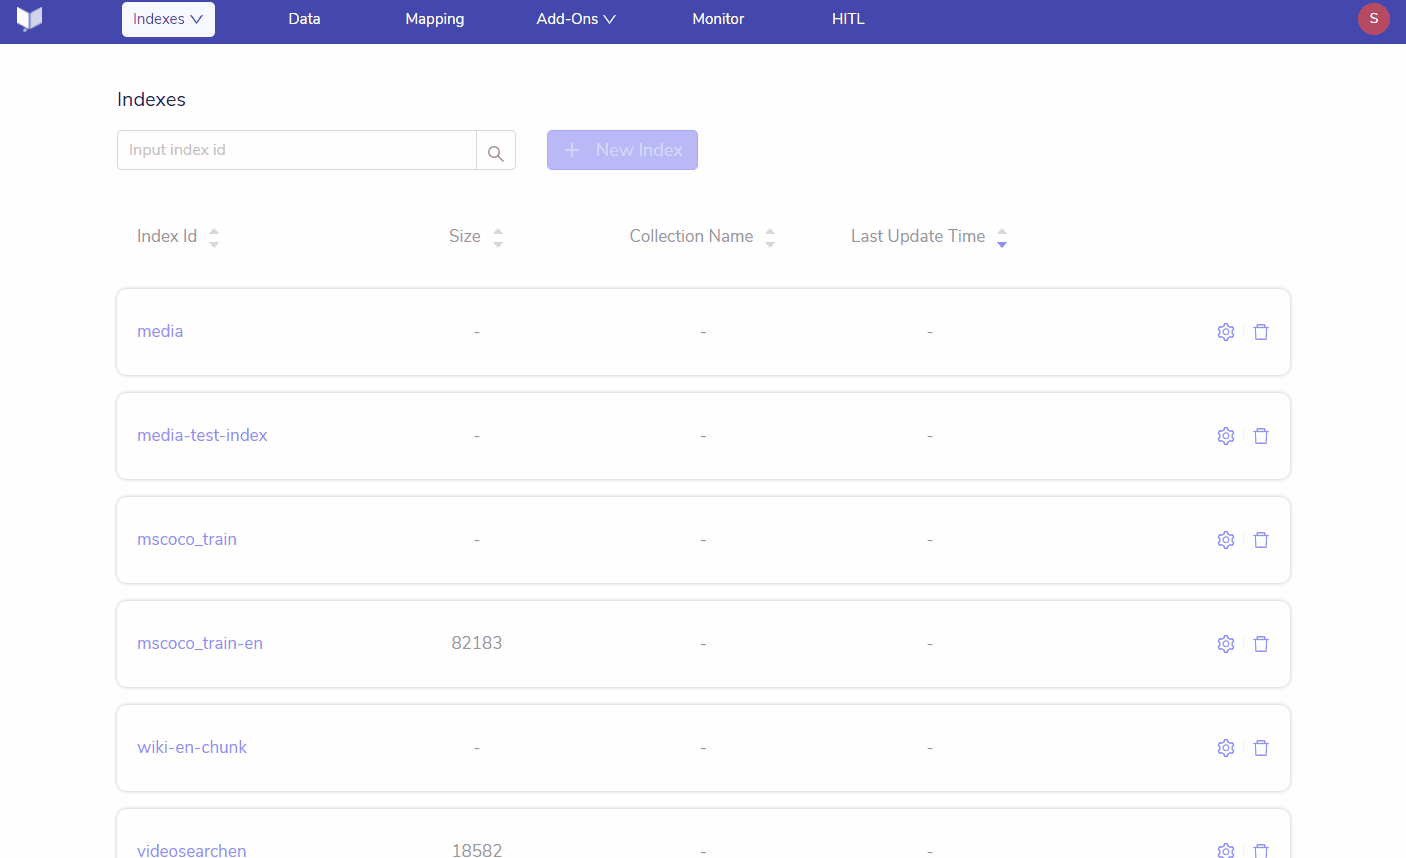 Indexes Data Mapping Add-Ons Monitor HITL S
Indexes
Input index id New Index
Index Id Size Collection Name Last Update Time
media - - -
media-test-index - - -
mscoco_train - - -
mscoco_train-en 82183 - -
wiki-en-chunk - - -
videosearchen 18582 - -